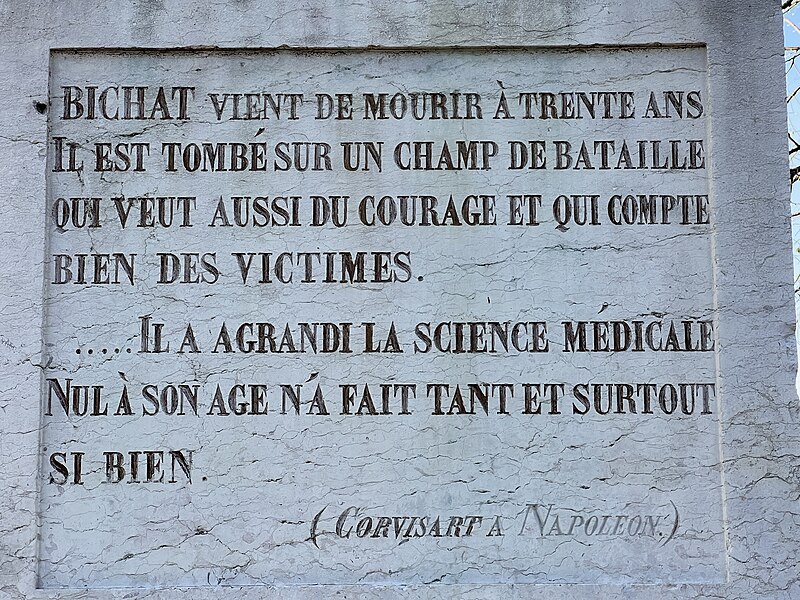 BICHAT VIENT DE MOURIR À TRENTE ANS
IL EST TOMBÉ SUR UN CHAMP DE BATAILLE
QUI VEUT AUSSI DU COURAGE ET QUI COMPTE
BIEN DES VICTIMES.
.....IL A AGRANDI LA SCIENCE MÉDICALE
NUL À SON AGE N'A FAIT TANT ET SURTOUT
SI BIEN.
(CORVISART A NAPOLEON.)